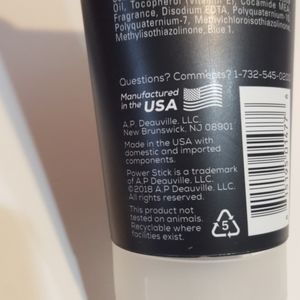 Oil, Tocopherol (Vitamin E), Cocamide MEA,
Fragrance, Disodium EDTA, Polyquaternium-10,
Polyquaternium-7, Methylchloroisothiazolinone,
Methylisothiazolinone, Blue 1.
Questions? Comments? 1-732-545-0200
Manufactured
in the USA
A.P. Deauville, LLC.
New Brunswick, NJ 08901
Made in the USA with
domestic and imported
components.
Power Stick is a trademark
of A.P. Deauville, LLC.
©2018 A.P. Deauville, LLC.
All rights reserved.
This product not
tested on animals.
Recyclable where
facilities exist.
5